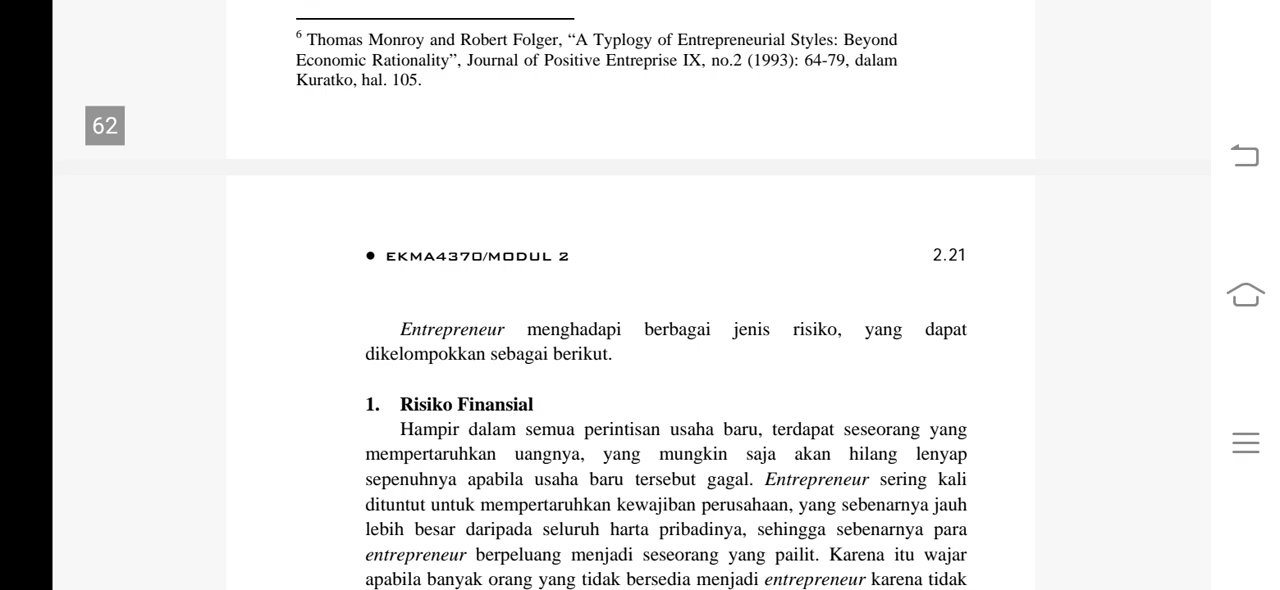 6 Thomas Monroy and Robert Folger, “A Typlogy of Entrepreneurial Styles: Beyond
Economic Rationality”, Journal of Positive Entreprise IX, no.2 (1993): 64-79, dalam
Kuratko, hal. 105.
62
● EKMA4370/MODUL 2 2.21
Entrepreneur menghadapi berbagai jenis risiko, yang dapat
dikelompokkan sebagai berikut.
1. Risiko Finansial
Hampir dalam semua perintisan usaha baru, terdapat seseorang yang
mempertaruhkan uangnya, yang mungkin saja akan hilang lenyap
sepenuhnya apabila usaha baru tersebut gagal. Entrepreneur sering kali
dituntut untuk mempertaruhkan kewajiban perusahaan, yang sebenarnya jauh
lebih besar daripada seluruh harta pribadinya, sehingga sebenarnya para
entrepreneur berpeluang menjadi seseorang yang pailit. Karena itu wajar
apabila banyak orang yang tidak bersedia menjadi entrepreneur karena tidak